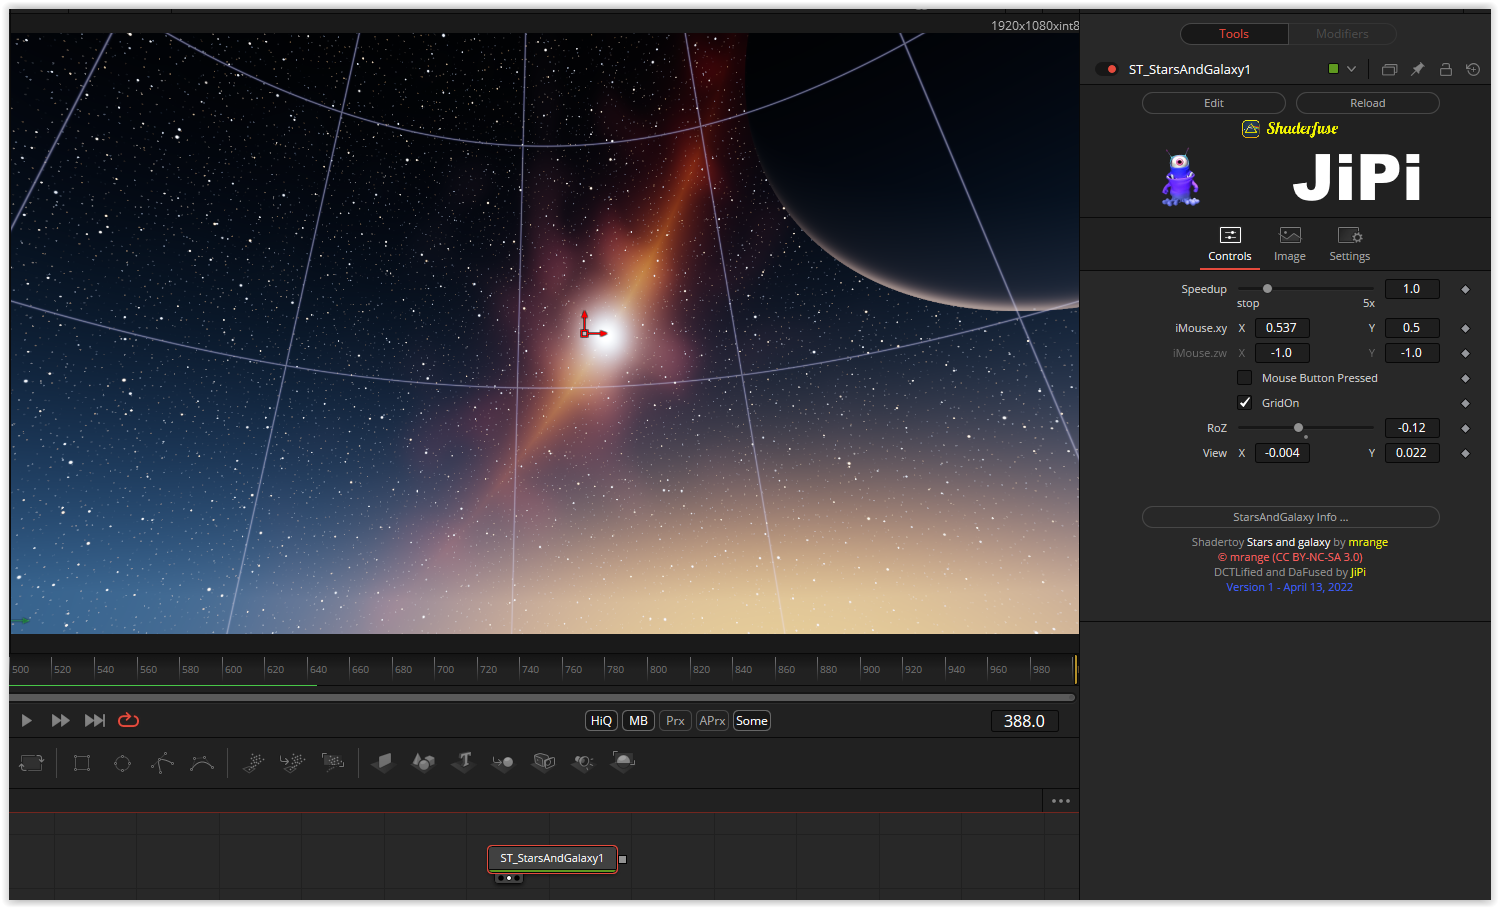 1920x1080xint8
Tools
Modifiers
ST_StarsAndGalaxy1
Edit
Reload
Shaderfuse
JiPi
Controls
Image
Settings
Speedup
1.0
stop
5x
iMouse.xy X 0.537 Y 0.5
iMouse.zw X -1.0 Y -1.0
Mouse Button Pressed
GridOn
RoZ -0.12
View X -0.004 Y 0.022
StarsAndGalaxy Info ...
Shadertoy Stars and galaxy by mrange
© mrange (CC BY-NC-SA 3.0)
DCTLified and DaFused by JiPi
Version 1 - April 13, 2022
500 520 540 560 580 600 620 640 660 680 700 720 740 760 780 800 820 840 860 880 900 920 940 960 980
HiQ MB Prx APrx Some
388.0
ST_StarsAndGalaxy1